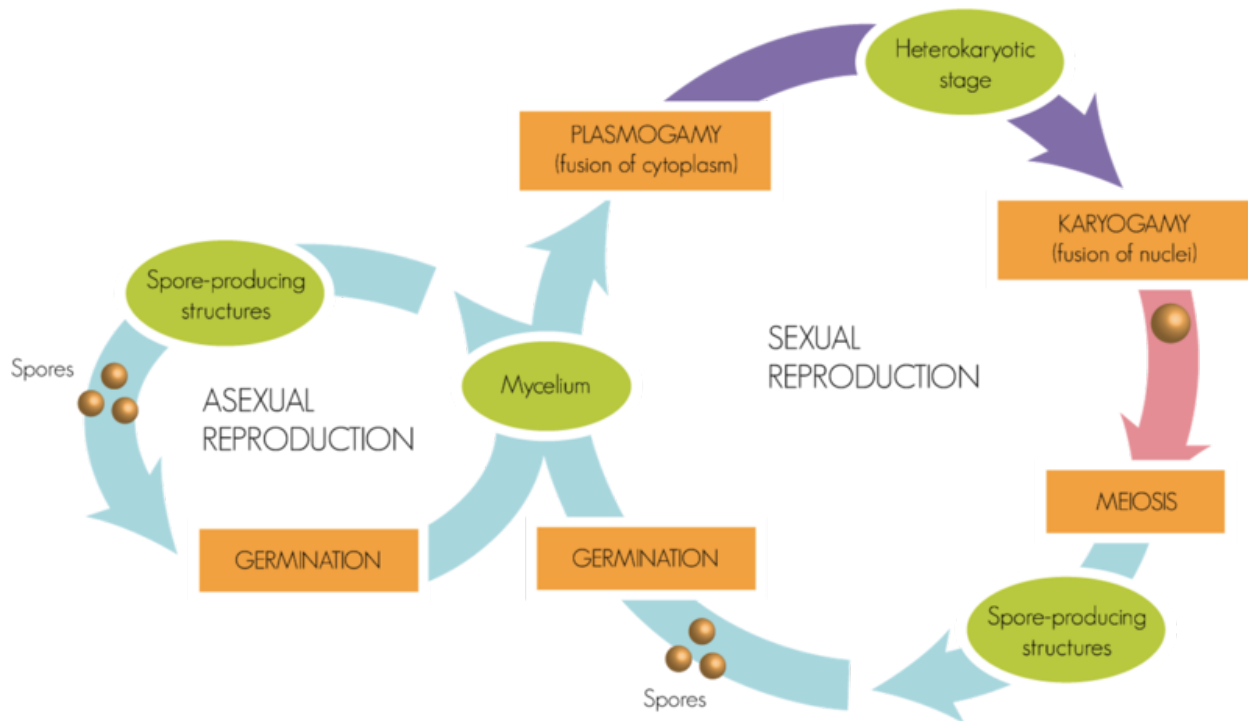 Heterokaryotic
stage
PLASMOGAMY
(fusion of cytoplasm)
KARYOGAMY
(fusion of nuclei)
Spore-producing
structures
Spores
ASEXUAL
REPRODUCTION
Mycelium
SEXUAL
REPRODUCTION
MEIOSIS
GERMINATION
GERMINATION
Spore-producing
structures
Spores